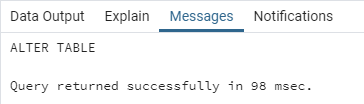 Data Output Explain Messages Notifications
ALTER TABLE
Query returned successfully in 98 msec.